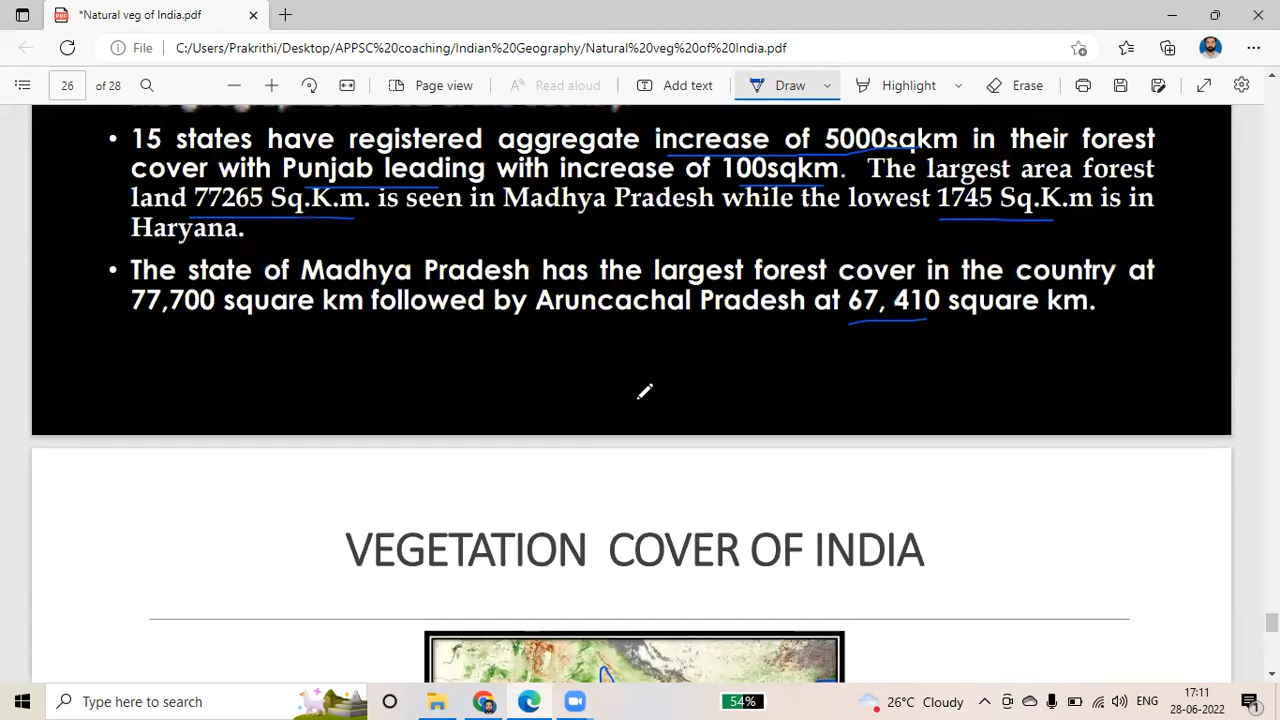 *Natural veg of India.pdf
File C:/Users/Prakrithi/Desktop/APPSC%20coaching/Indian%20Geography/Natural%20veg%20of%20India.pdf
26 of 28 Page view Read aloud Add text Draw Highlight Erase
• 15 states have registered aggregate increase of 5000sqkm in their forest
cover with Punjab leading with increase of 100sqkm. The largest area forest
land 77265 Sq.K.m. is seen in Madhya Pradesh while the lowest 1745 Sq.K.m is in
Haryana.
• The state of Madhya Pradesh has the largest forest cover in the country at
77,700 square km followed by Aruncachal Pradesh at 67, 410 square km.
VEGETATION COVER OF INDIA
Type here to search
54%
26°C Cloudy
ENG
17:11
28-06-2022